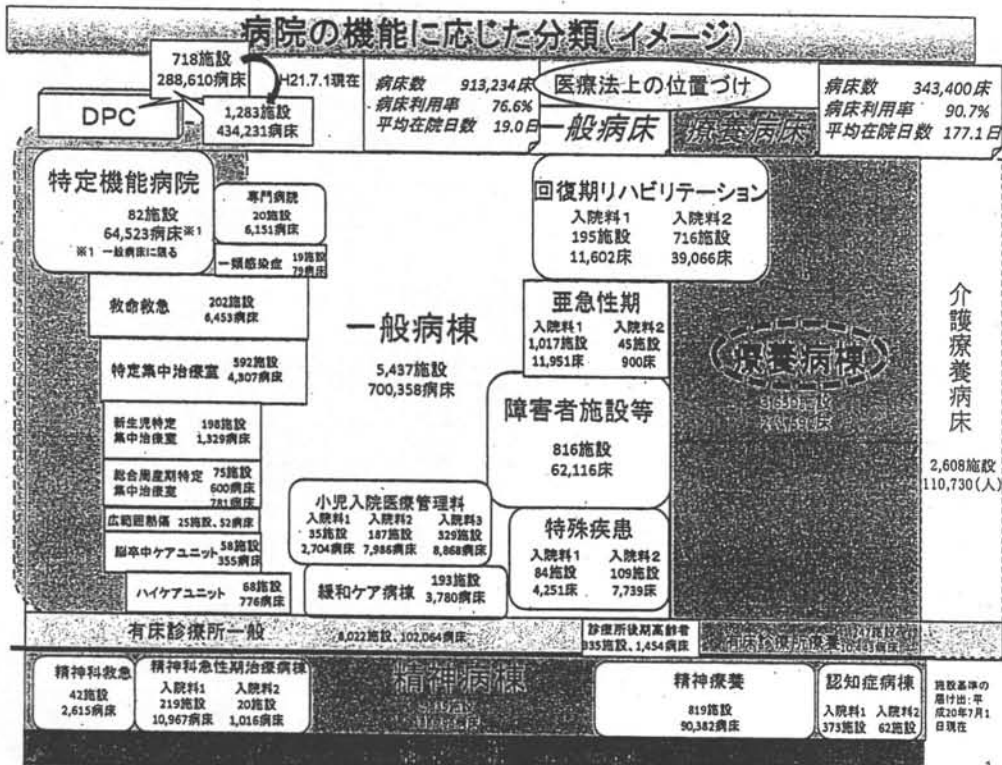 病院の機能に応じた分類(イメージ)
718施設
288,610病床
H21.7.1現在
1,283施設
434,231病床
DPC
病床数 913,234床
病床利用率 76.6%
平均在院日数 19.0日
医療法上の位置づけ
一般病床
療養病床
病床数 343,400床
病床利用率 90.7%
平均在院日数 177.1日
特定機能病院
82施設
64,523病床※1
※1 一般病床に限る
専門病院
20施設
6,151病床
一類感染症 19施設
79病床
救命救急 202施設
6,453病床
特定集中治療室 592施設
4,307病床
新生児特定
集中治療室
198施設
1,329病床
総合周産期特定
集中治療室
75施設
600病床
781病床
広範囲熱傷 25施設、52病床
脳卒中ケアユニット 58施設
355病床
ハイケアユニット 68施設
776病床
一般病棟
5,437施設
700,358病床
回復期リハビリテーション
入院料1 入院料2
195施設 716施設
11,602床 39,066床
亜急性期
入院料1 入院料2
1,017施設 45施設
11,951床 900床
障害者施設等
816施設
62,116床
小児入院医療管理料
入院料1 入院料2 入院料3
35施設 187施設 329施設
2,704病床 7,986病床 8,868病床
緩和ケア病棟 193施設
3,780病床
特殊疾患
入院料1 入院料2
84施設 109施設
4,251床 7,739床
療養病棟
介護療養病床
2,608施設
110,730(人)
有床診療所一般 8,022施設、102,064病床
診療所後期高齢者
335施設、1,454病床
有床診療所療養
精神科救急
42施設
2,615病床
精神科急性期治療病棟
入院料1 入院料2
219施設 20施設
10,967病床 1,016病床
精神病棟
精神療養
819施設
90,382病床
認知症病棟
入院料1 入院料2
373施設 62施設
施設基準の
届け出:平
成20年7月1
日現在